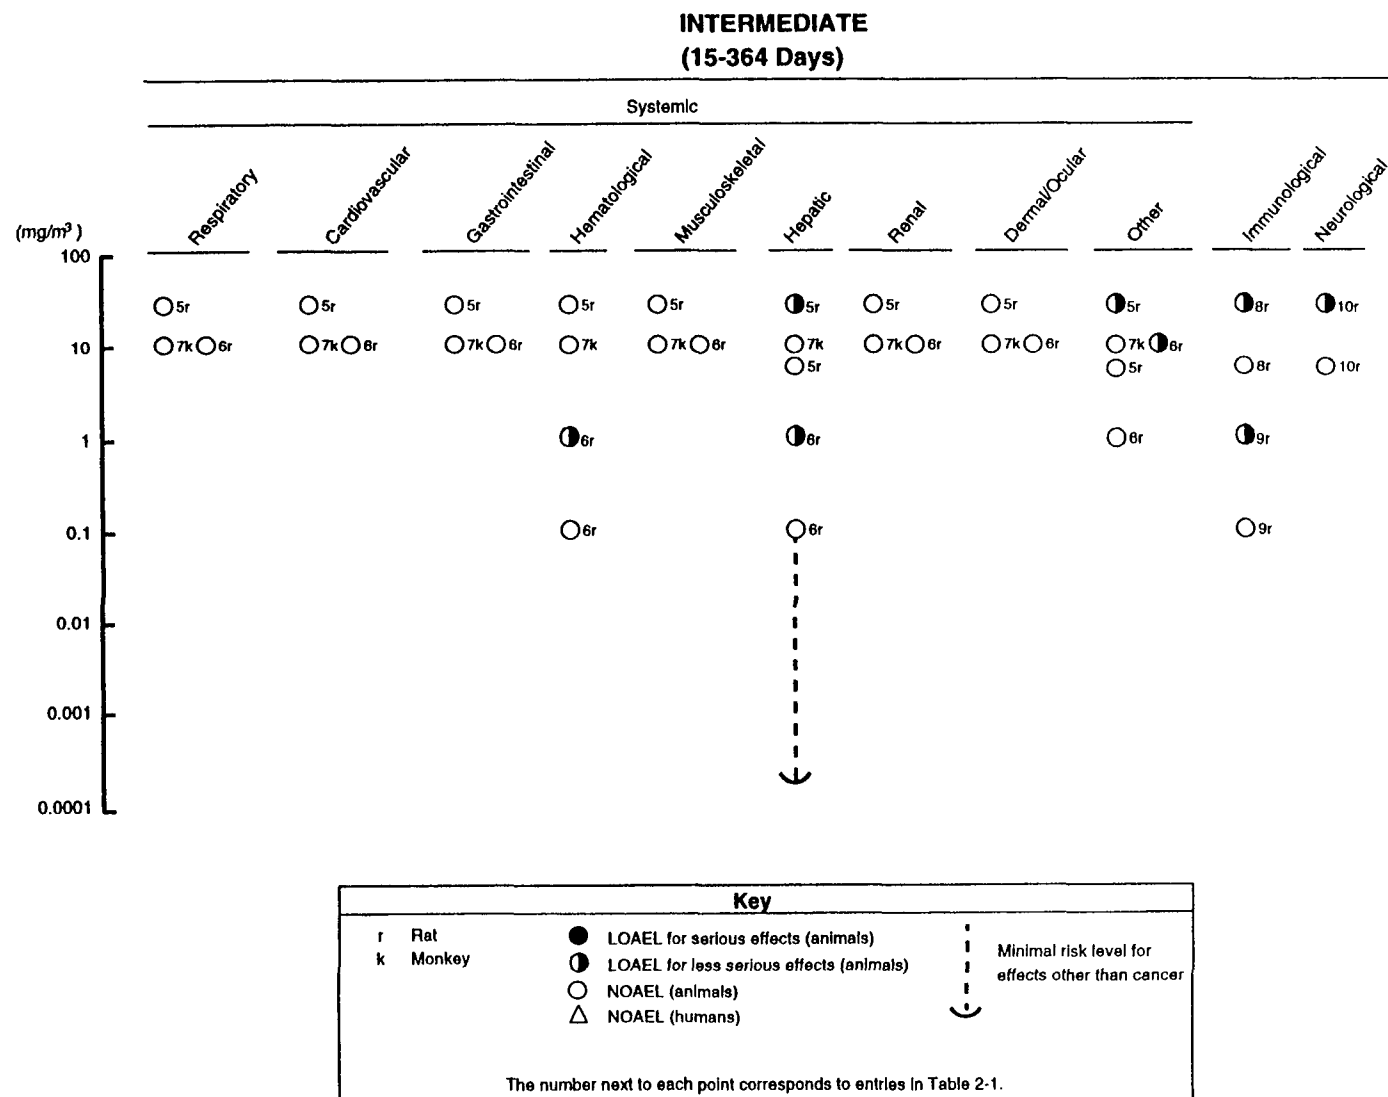 INTERMEDIATE
(15-364 Days)
Systemic
Respiratory
Cardiovascular
Gastrointestinal
Hematological
Musculoskeletal
Hepatic
Renal
Dermal/Ocular
Other
Immunological
Neurological
(mg/m³)
100
5r 5r 5r 5r 5r 5r 5r 5r 5r 8r 10r
10
7k 6r 7k 6r 7k 6r 7k 7k 6r 7k 7k 6r 7k 6r 7k 6r
5r 5r 8r 10r
1
6r 6r 6r 9r
0.1
6r 6r 9r
0.01
0.001
0.0001
Key
r Rat
k Monkey
LOAEL for serious effects (animals)
LOAEL for less serious effects (animals)
NOAEL (animals)
NOAEL (humans)
Minimal risk level for
effects other than cancer
The number next to each point corresponds to entries in Table 2-1.